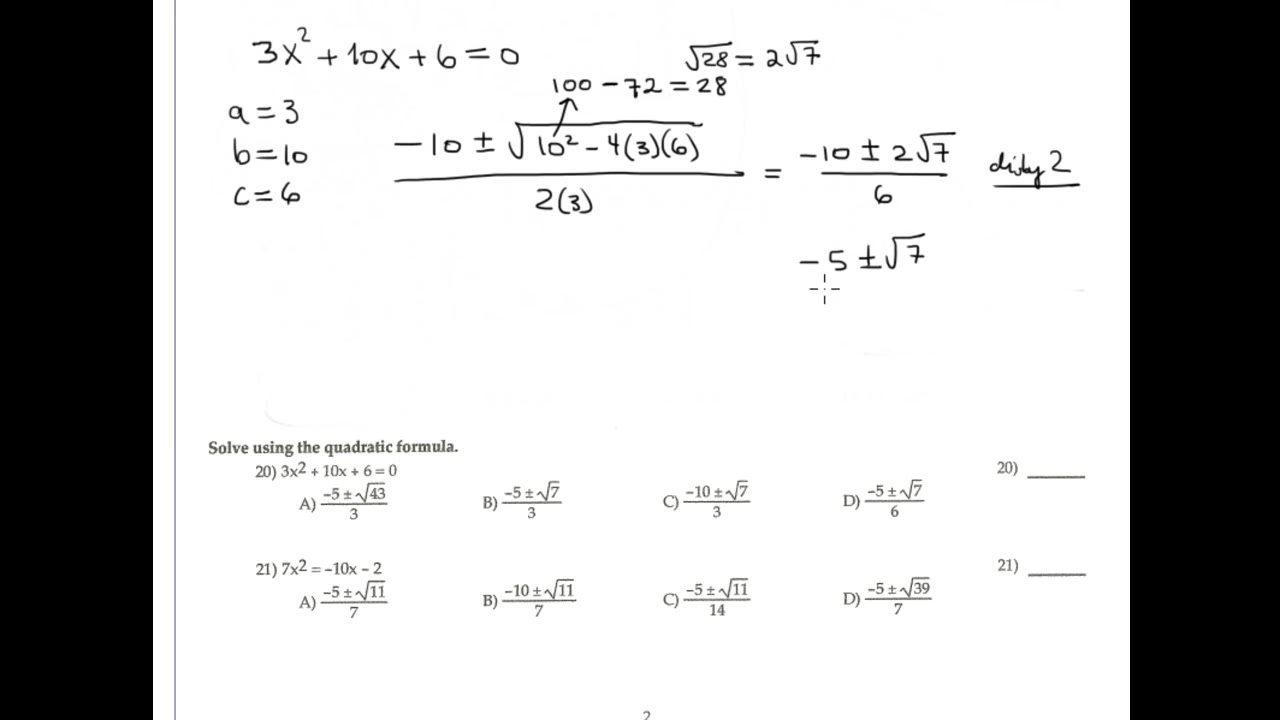 3x² + 10x + 6 = 0
√28 = 2√7
100 - 72 = 28
a = 3
b = 10
c = 6
-10 ± √(10² - 4(3)(6)) / 2(3) = -10 ± 2√7 / 6
-5 ± √7
Solve using the quadratic formula.
20) 3x² + 10x + 6 = 0 20) ______
A) -5 ± √43 / 3 B) -5 ± √7 / 3 C) -10 ± √7 / 3 D) -5 ± √7 / 6
21) 7x² = -10x - 2 21) ______
A) -5 ± √11 / 7 B) -10 ± √11 / 7 C) -5 ± √11 / 14 D) -5 ± √39 / 7
2